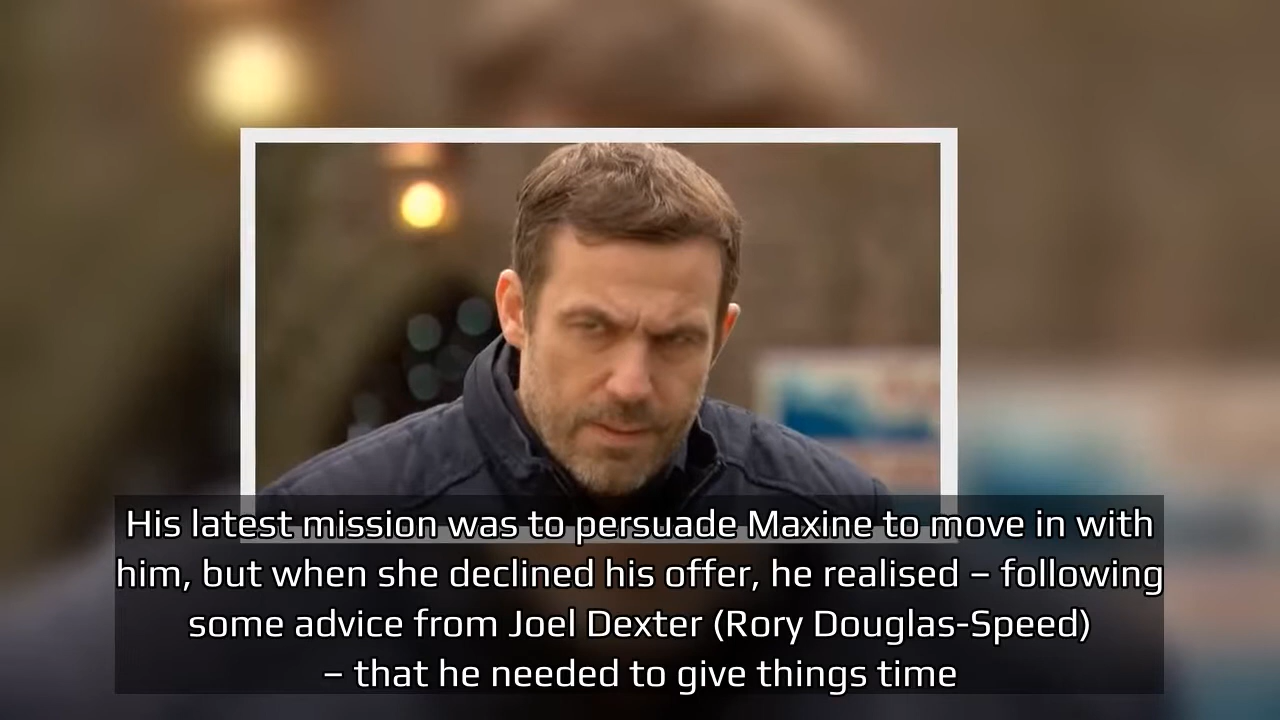 His latest mission was to persuade Maxine to move in with
him, but when she declined his offer, he realised – following
some advice from Joel Dexter (Rory Douglas-Speed)
– that he needed to give things time